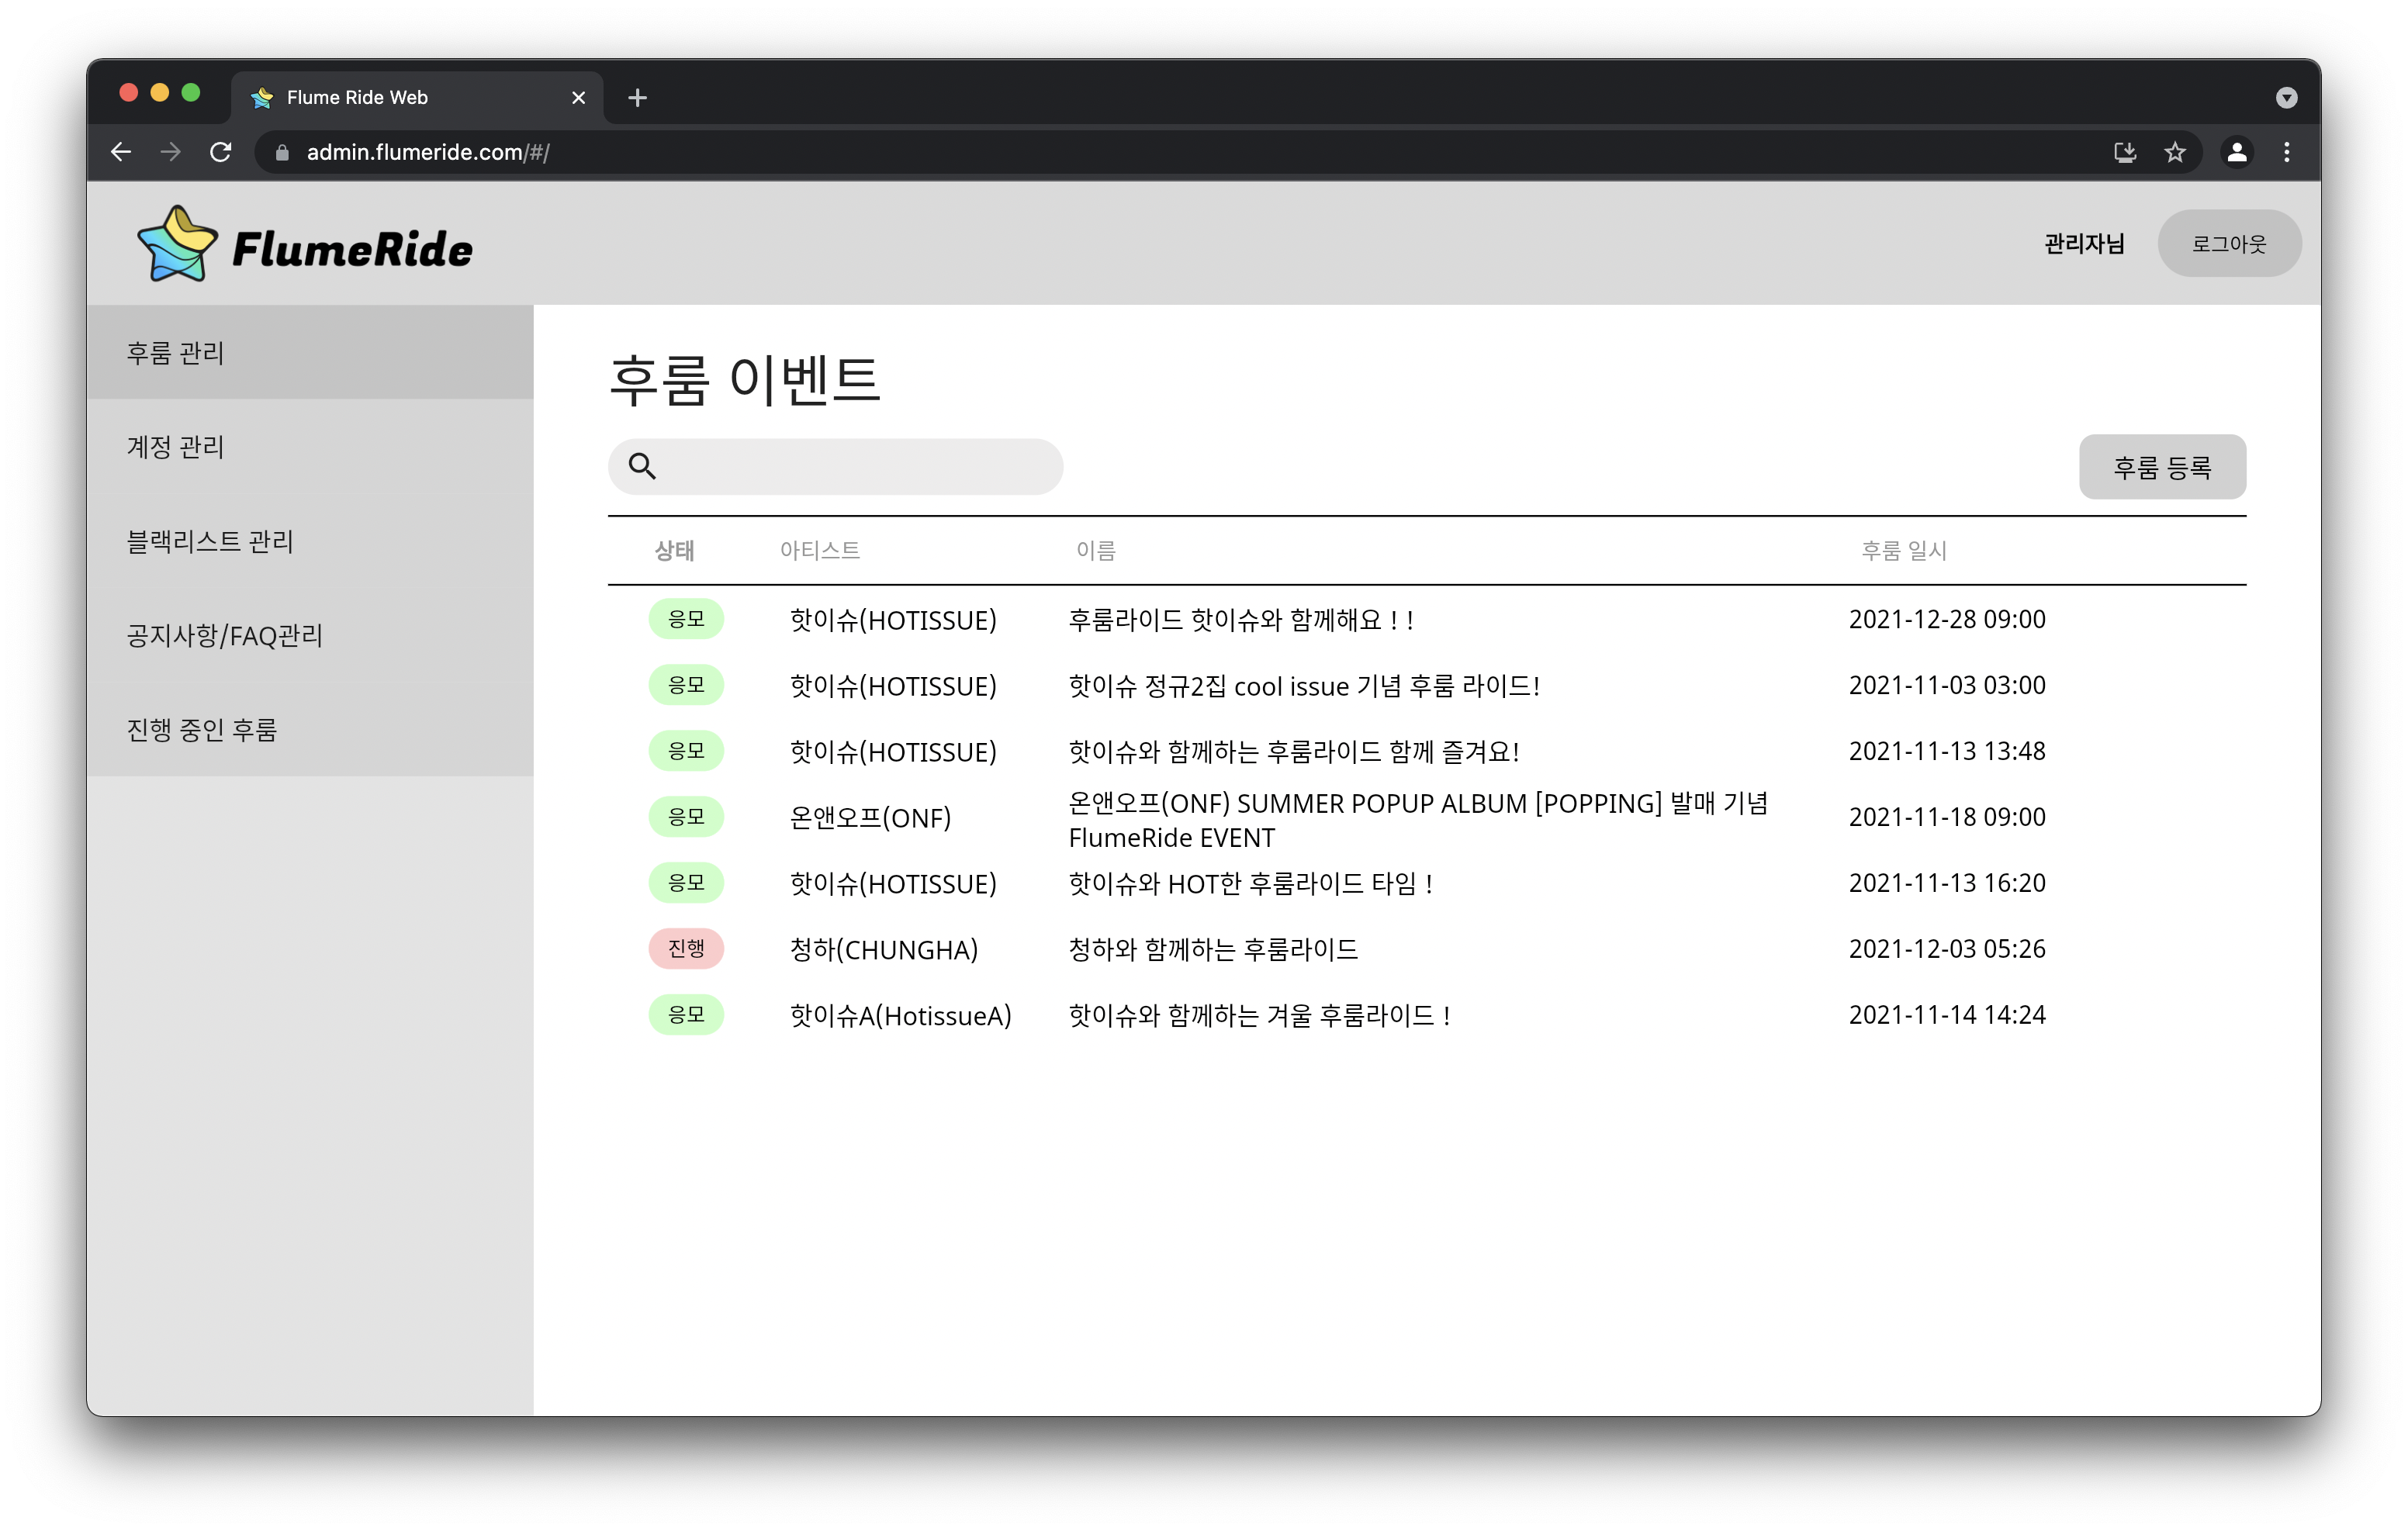 Flume Ride Web
admin.flumeride.com/#/
FlumeRide
관리자님
로그아웃
후룸 관리
계정 관리
블랙리스트 관리
공지사항/FAQ관리
진행 중인 후룸
후룸 이벤트
후룸 등록
상태 아티스트 이름 후룸 일시
응모 핫이슈(HOTISSUE) 후룸라이드 핫이슈와 함께해요 ! ! 2021-12-28 09:00
응모 핫이슈(HOTISSUE) 핫이슈 정규2집 cool issue 기념 후룸 라이드! 2021-11-03 03:00
응모 핫이슈(HOTISSUE) 핫이슈와 함께하는 후룸라이드 함께 즐겨요! 2021-11-13 13:48
응모 온앤오프(ONF) 온앤오프(ONF) SUMMER POPUP ALBUM [POPPING] 발매 기념 2021-11-18 09:00
FlumeRide EVENT
응모 핫이슈(HOTISSUE) 핫이슈와 HOT한 후룸라이드 타임 ! 2021-11-13 16:20
진행 청하(CHUNGHA) 청하와 함께하는 후룸라이드 2021-12-03 05:26
응모 핫이슈A(HotissueA) 핫이슈와 함께하는 겨울 후룸라이드 ! 2021-11-14 14:24